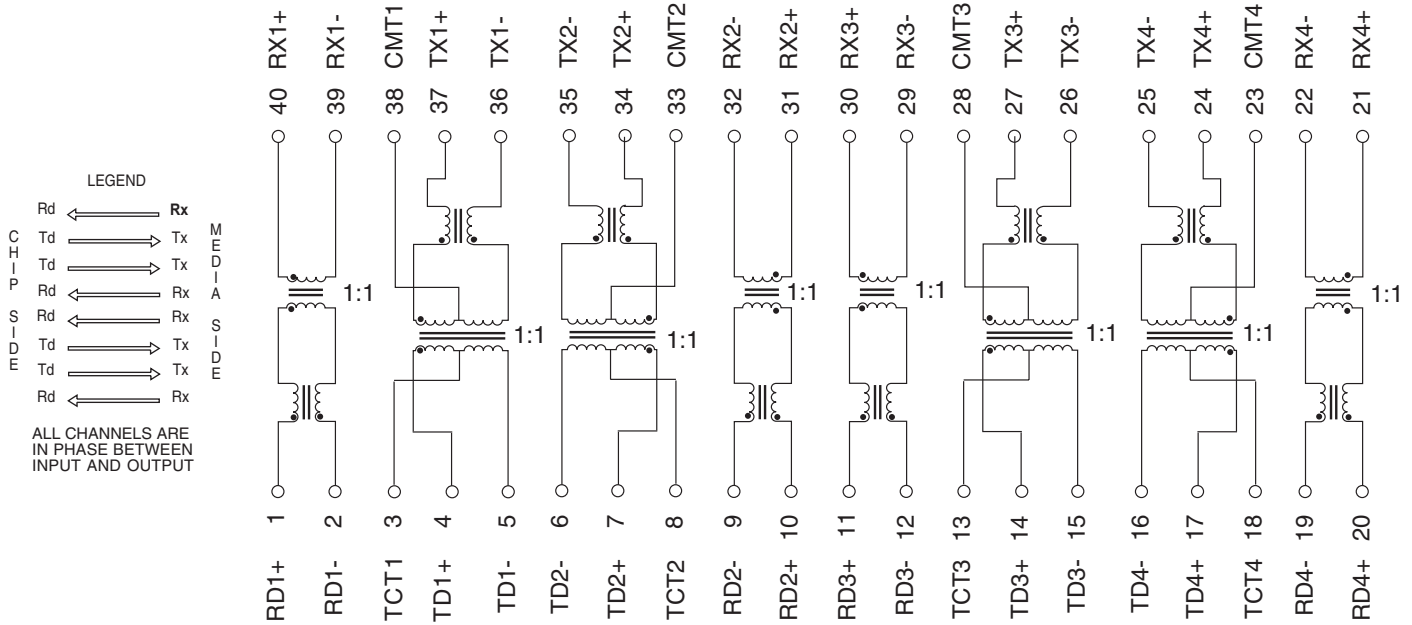 RX1+ RX1- CMT1 TX1+ TX1- TX2- TX2+ CMT2 RX2- RX2+ RX3+ RX3- CMT3 TX3+ TX3- TX4- TX4+ CMT4 RX4- RX4+
40 39 38 37 36 35 34 33 32 31 30 29 28 27 26 25 24 23 22 21
LEGEND
CHIP SIDE
MEDIA SIDE
Rd Rx
Td Tx
Td Tx
Rd Rx
Rd Rx
Td Tx
Td Tx
Rd Rx
ALL CHANNELS ARE
IN PHASE BETWEEN
INPUT AND OUTPUT
1:1 1:1 1:1 1:1 1:1 1:1 1:1 1:1
1 2 3 4 5 6 7 8 9 10 11 12 13 14 15 16 17 18 19 20
RD1+ RD1- TCT1 TD1+ TD1- TD2- TD2+ TCT2 RD2- RD2+ RD3+ RD3- TCT3 TD3+ TD3- TD4- TD4+ TCT4 RD4- RD4+